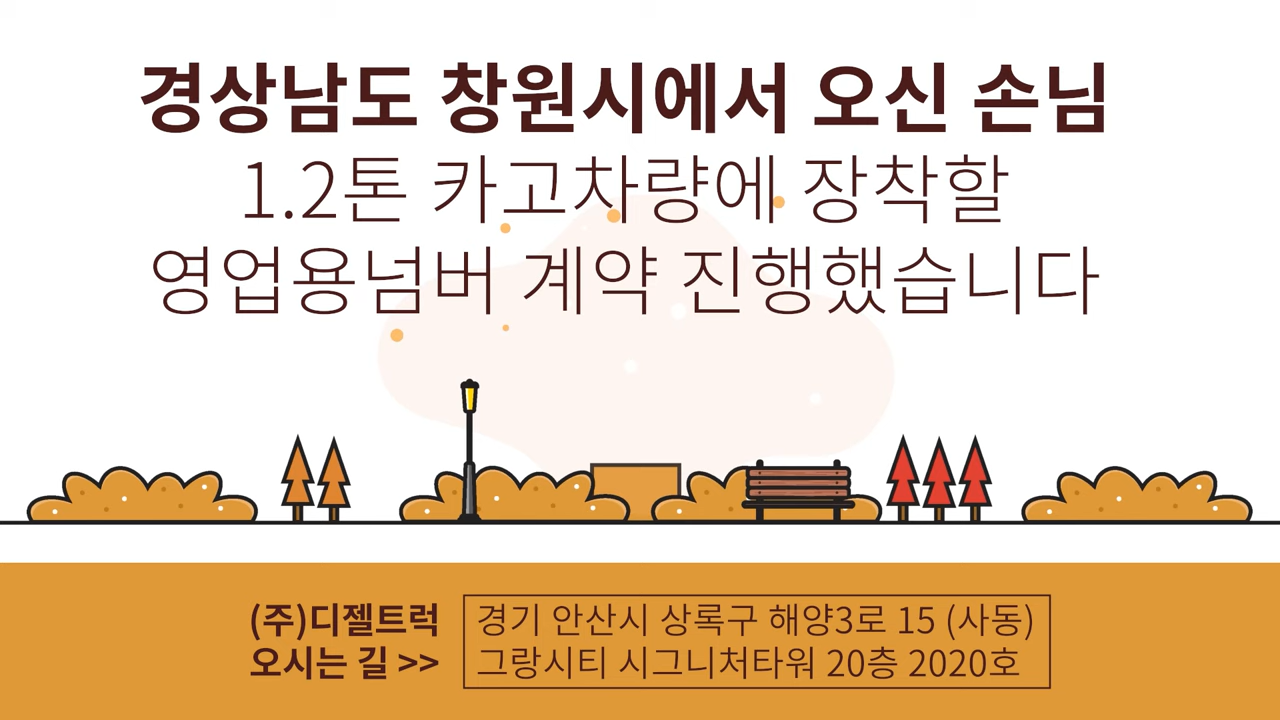 경상남도 창원시에서 오신 손님
1.2톤 카고차량에 장착할
영업용넘버 계약 진행했습니다
(주)디젤트럭
오시는 길 >>
경기 안산시 상록구 해양3로 15 (사동)
그랑시티 시그니처타워 20층 2020호